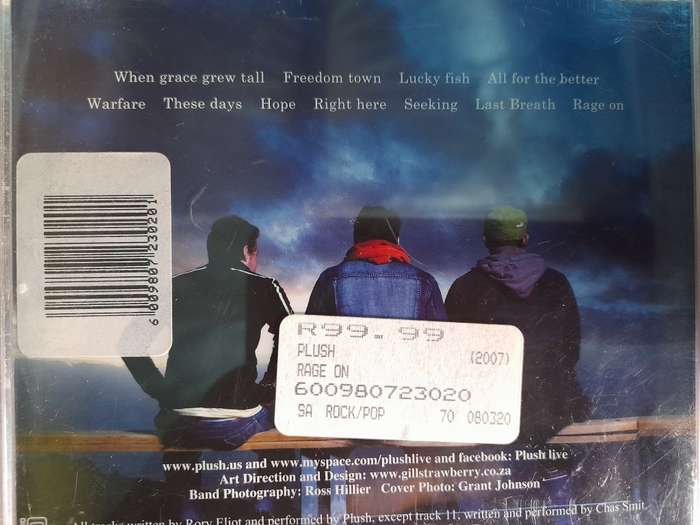 When grace grew tall Freedom town Lucky fish All for the better
Warfare These days Hope Right here Seeking Last Breath Rage on
6009807230201
R99.99
PLUSH (2007)
RAGE ON
600980723020
SA ROCK/POP 70 080320
www.plush.us and www.myspace.com/plushlive and facebook: Plush live
Art Direction and Design: www.gillstrawberry.co.za
Band Photography: Ross Hillier Cover Photo: Grant Johnson
All tracks written by Rory Eliot and performed by Plush, except track 11, written and performed by Chas Smit